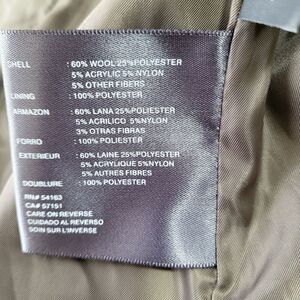 SHELL : 60% WOOL 25%POLYESTER
5% ACRYLIC 5% NYLON
5% OTHER FIBERS
LINING : 100% POLYESTER
ARMAZON : 60% LANA 25%POLIESTER
5% ACRILICO 5% NYLON
3% OTRAS FIBRAS
FORRO : 100% POLIESTER
EXTERIEUR : 60% LAINE 25%POLYESTER
5% ACRYLIQUE 5%NYLON
5% AUTRES FIBRES
DOUBLURE : 100% POLYESTER
RN# 54163
CA# 57151
CARE ON REVERSE
CUIDADO AL REVERSO
SOIN SUR L'INVERSE